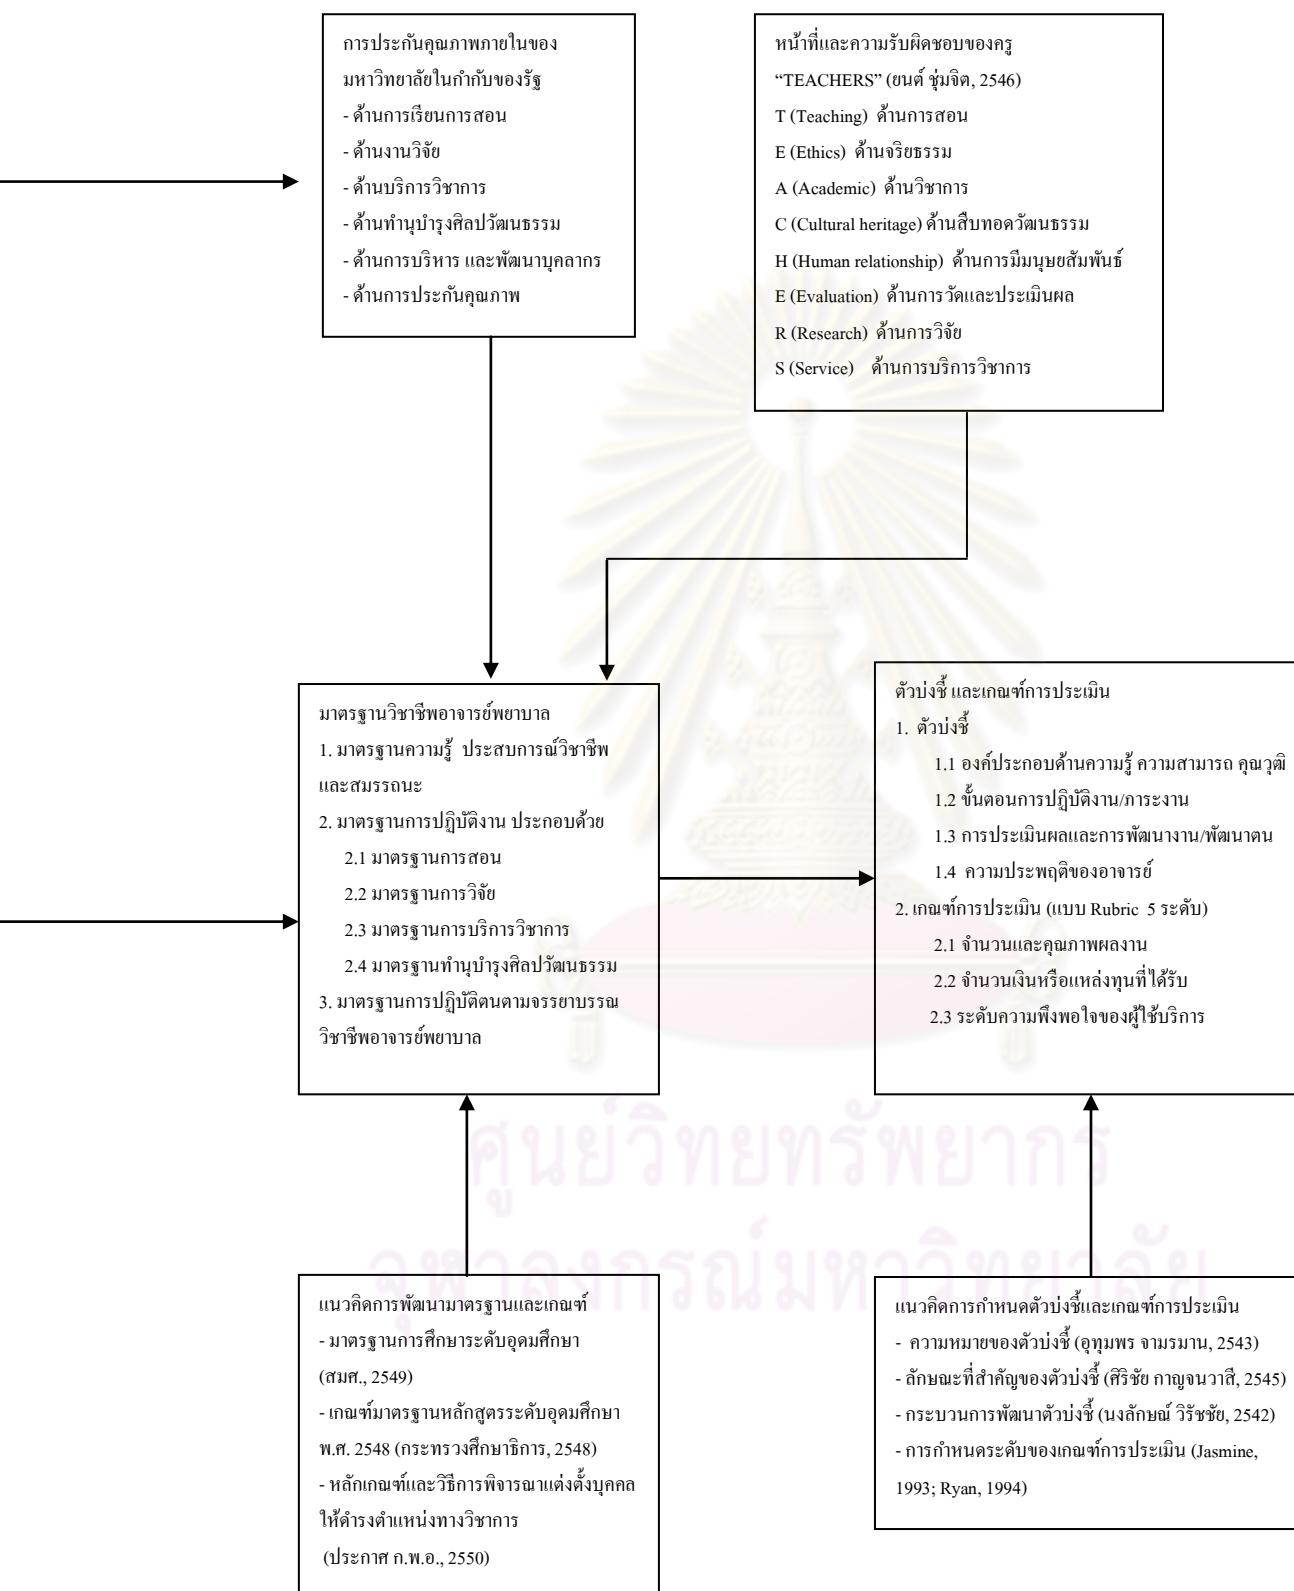 การประกันคุณภาพภายในของ
มหาวิทยาลัยในกำกับของรัฐ
- ด้านการเรียนการสอน
- ด้านงานวิจัย
- ด้านบริการวิชาการ
- ด้านทำนุบำรุงศิลปวัฒนธรรม
- ด้านการบริหาร และพัฒนาบุคลากร
- ด้านการประกันคุณภาพ
หน้าที่และความรับผิดชอบของครู
“TEACHERS” (ยนต์ ชุ่มจิต, 2546)
T (Teaching) ด้านการสอน
E (Ethics) ด้านจริยธรรม
A (Academic) ด้านวิชาการ
C (Cultural heritage) ด้านสืบทอดวัฒนธรรม
H (Human relationship) ด้านการมีมนุษยสัมพันธ์
E (Evaluation) ด้านการวัดและประเมินผล
R (Research) ด้านการวิจัย
S (Service) ด้านการบริการวิชาการ
มาตรฐานวิชาชีพอาจารย์พยาบาล
1. มาตรฐานความรู้ ประสบการณ์วิชาชีพ
และสมรรถนะ
2. มาตรฐานการปฏิบัติงาน ประกอบด้วย
2.1 มาตรฐานการสอน
2.2 มาตรฐานการวิจัย
2.3 มาตรฐานการบริการวิชาการ
2.4 มาตรฐานทำนุบำรุงศิลปวัฒนธรรม
3. มาตรฐานการปฏิบัติตนตามจรรยาบรรณ
วิชาชีพอาจารย์พยาบาล
ตัวบ่งชี้ และเกณฑ์การประเมิน
1. ตัวบ่งชี้
1.1 องค์ประกอบด้านความรู้ ความสามารถ คุณวุฒิ
1.2 ขั้นตอนการปฏิบัติงาน/ภาระงาน
1.3 การประเมินผลและการพัฒนางาน/พัฒนาตน
1.4 ความประพฤติของอาจารย์
2. เกณฑ์การประเมิน (แบบ Rubric 5 ระดับ)
2.1 จำนวนและคุณภาพผลงาน
2.2 จำนวนเงินหรือแหล่งทุนที่ได้รับ
2.3 ระดับความพึงพอใจของผู้ใช้บริการ
ศูนย์วิทยทรัพยากร
จุฬาลงกรณ์มหาวิทยาลัย
แนวคิดการพัฒนามาตรฐานและเกณฑ์
- มาตรฐานการศึกษาระดับอุดมศึกษา
(สมศ., 2549)
- เกณฑ์มาตรฐานหลักสูตรระดับอุดมศึกษา
พ.ศ. 2548 (กระทรวงศึกษาธิการ, 2548)
- หลักเกณฑ์และวิธีการพิจารณาแต่งตั้งบุคคล
ให้ดำรงตำแหน่งทางวิชาการ
(ประกาศ ก.พ.อ., 2550)
แนวคิดการกำหนดตัวบ่งชี้และเกณฑ์การประเมิน
- ความหมายของตัวบ่งชี้ (อุทุมพร จามรมาน, 2543)
- ลักษณะที่สำคัญของตัวบ่งชี้ (ศิริชัย กาญจนวาสี, 2545)
- กระบวนการพัฒนาตัวบ่งชี้ (นงลักษณ์ วิรัชชัย, 2542)
- การกำหนดระดับของเกณฑ์การประเมิน (Jasmine,
1993; Ryan, 1994)